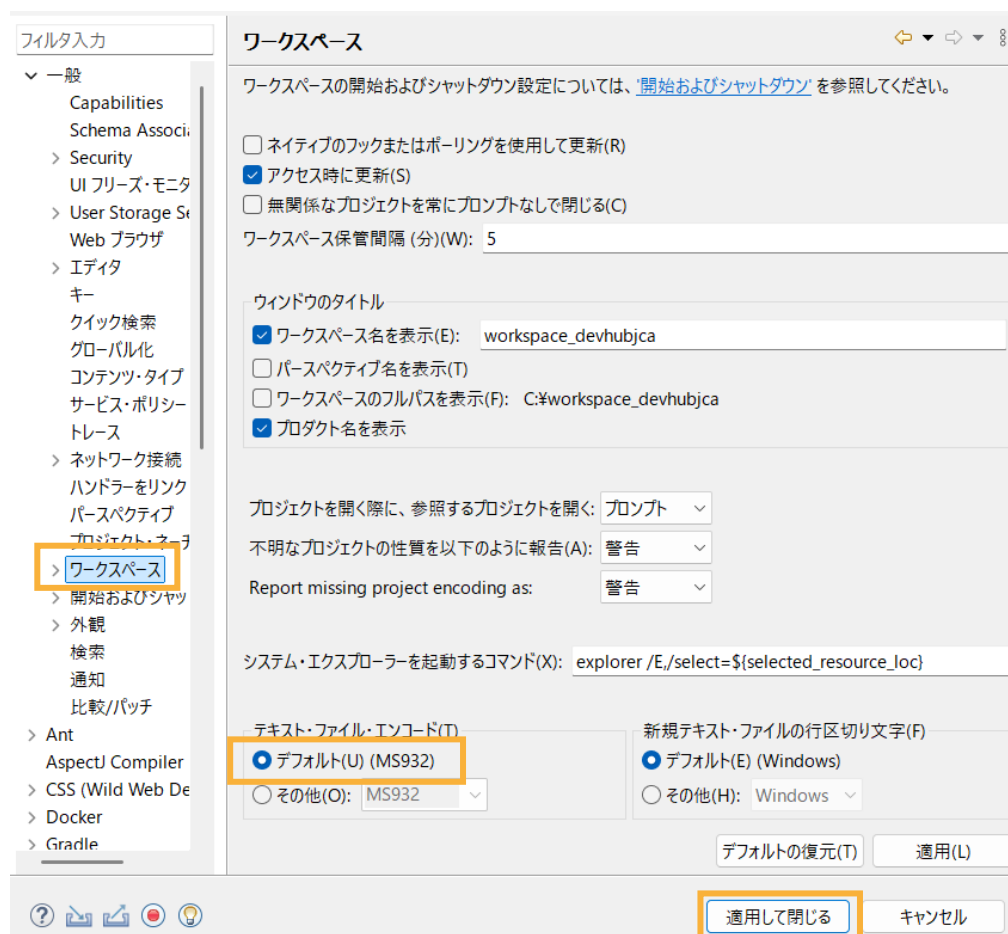 フィルタ入力
一般
Capabilities
Schema Associa
Security
UI フリーズ・モニタ
User Storage Se
Web ブラウザ
エディタ
キー
クイック検索
グローバル化
コンテンツ・タイプ
サービス・ポリシー
トレース
ネットワーク接続
ハンドラーをリンク
パースペクティブ
プロジェクト・ネーチ
ワークスペース
開始およびシャッ
外観
検索
通知
比較/パッチ
Ant
AspectJ Compiler
CSS (Wild Web De
Docker
Gradle
ワークスペース
ワークスペースの開始およびシャットダウン設定については、'開始およびシャットダウン' を参照してください。
ネイティブのフックまたはポーリングを使用して更新(R)
アクセス時に更新(S)
無関係なプロジェクトを常にプロンプトなしで閉じる(C)
ワークスペース保管間隔 (分)(W): 5
ウィンドウのタイトル
ワークスペース名を表示(E): workspace_devhubjca
パースペクティブ名を表示(T)
ワークスペースのフルパスを表示(F): C:¥workspace_devhubjca
プロダクト名を表示
プロジェクトを開く際に、参照するプロジェクトを開く: プロンプト
不明なプロジェクトの性質を以下のように報告(A): 警告
Report missing project encoding as: 警告
システム・エクスプローラーを起動するコマンド(X): explorer /E,/select=${selected_resource_loc}
テキスト・ファイル・エンコード(T)
デフォルト(U) (MS932)
その他(O): MS932
新規テキスト・ファイルの行区切り文字(F)
デフォルト(E) (Windows)
その他(H): Windows
デフォルトの復元(T) 適用(L)
適用して閉じる キャンセル